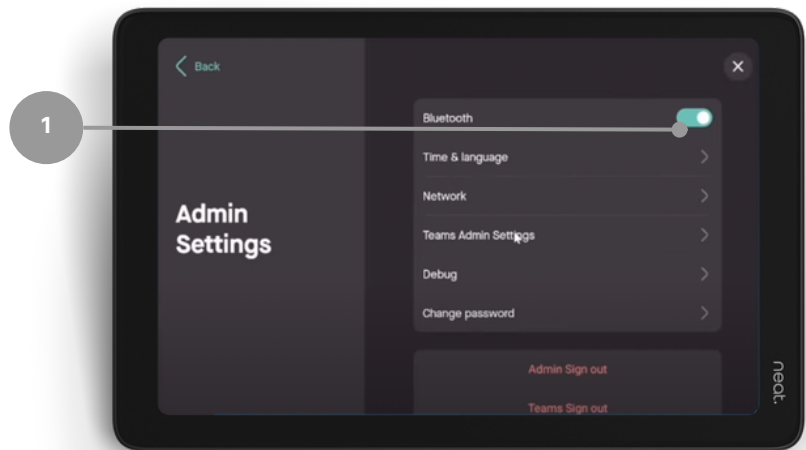 Back
1
Bluetooth
Time & language
Network
Admin
Settings
Teams Admin Settings
Debug
Change password
Admin Sign out
Teams Sign out
neat.